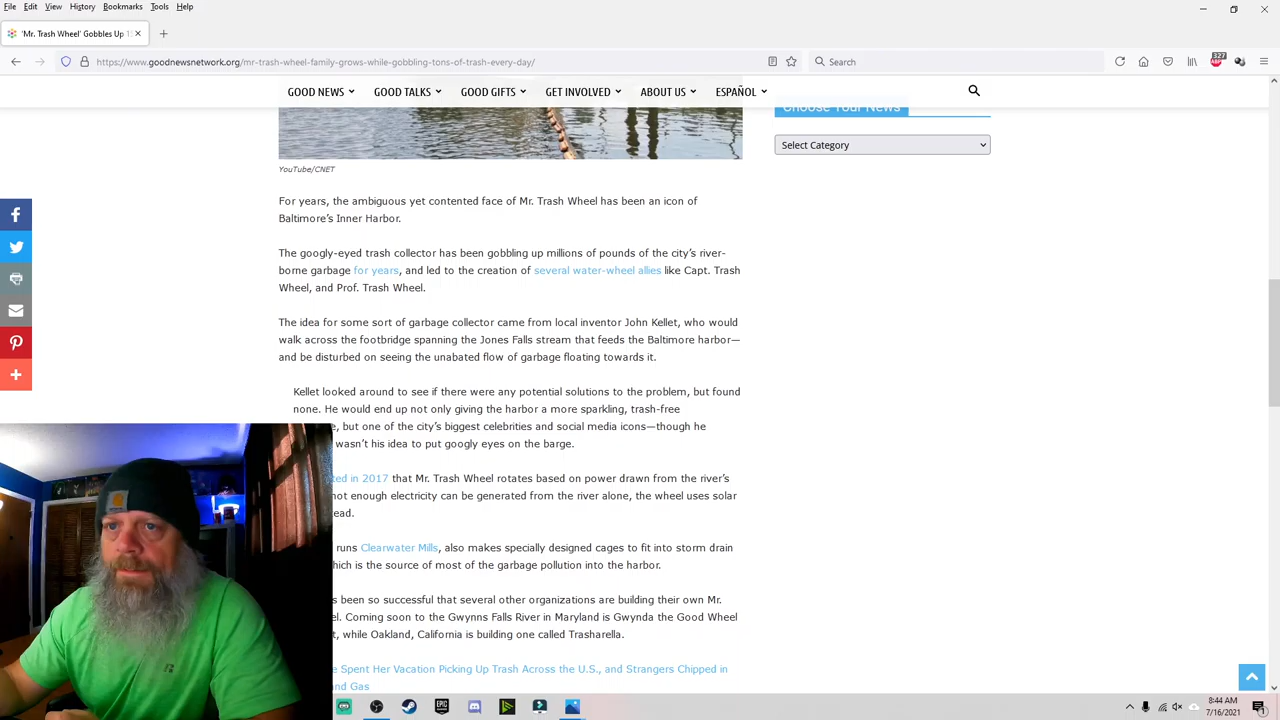 File Edit View History Bookmarks Tools Help
'Mr. Trash Wheel' Gobbles Up
https://www.goodnewsnetwork.org/mr-trash-wheel-family-grows-while-gobbling-tons-of-trash-every-day/
Search
327
ABP
GOOD NEWS GOOD TALKS GOOD GIFTS GET INVOLVED ABOUT US ESPAÑOL
Choose Your News
Select Category
YouTube/CNET
For years, the ambiguous yet contented face of Mr. Trash Wheel has been an icon of
Baltimore's Inner Harbor.
The googly-eyed trash collector has been gobbling up millions of pounds of the city's river-
borne garbage for years, and led to the creation of several water-wheel allies like Capt. Trash
Wheel, and Prof. Trash Wheel.
The idea for some sort of garbage collector came from local inventor John Kellet, who would
walk across the footbridge spanning the Jones Falls stream that feeds the Baltimore harbor—
and be disturbed on seeing the unabated flow of garbage floating towards it.
Kellet looked around to see if there were any potential solutions to the problem, but found
none. He would end up not only giving the harbor a more sparkling, trash-free
, but one of the city's biggest celebrities and social media icons—though he
wasn't his idea to put googly eyes on the barge.
in 2017 that Mr. Trash Wheel rotates based on power drawn from the river's
not enough electricity can be generated from the river alone, the wheel uses solar
runs Clearwater Mills, also makes specially designed cages to fit into storm drain
which is the source of most of the garbage pollution into the harbor.
been so successful that several other organizations are building their own Mr.
Coming soon to the Gwynns Falls River in Maryland is Gwynda the Good Wheel
, while Oakland, California is building one called Trasharella.
Spent Her Vacation Picking Up Trash Across the U.S., and Strangers Chipped in
and Gas
EPIC
8:44 AM
7/16/2021